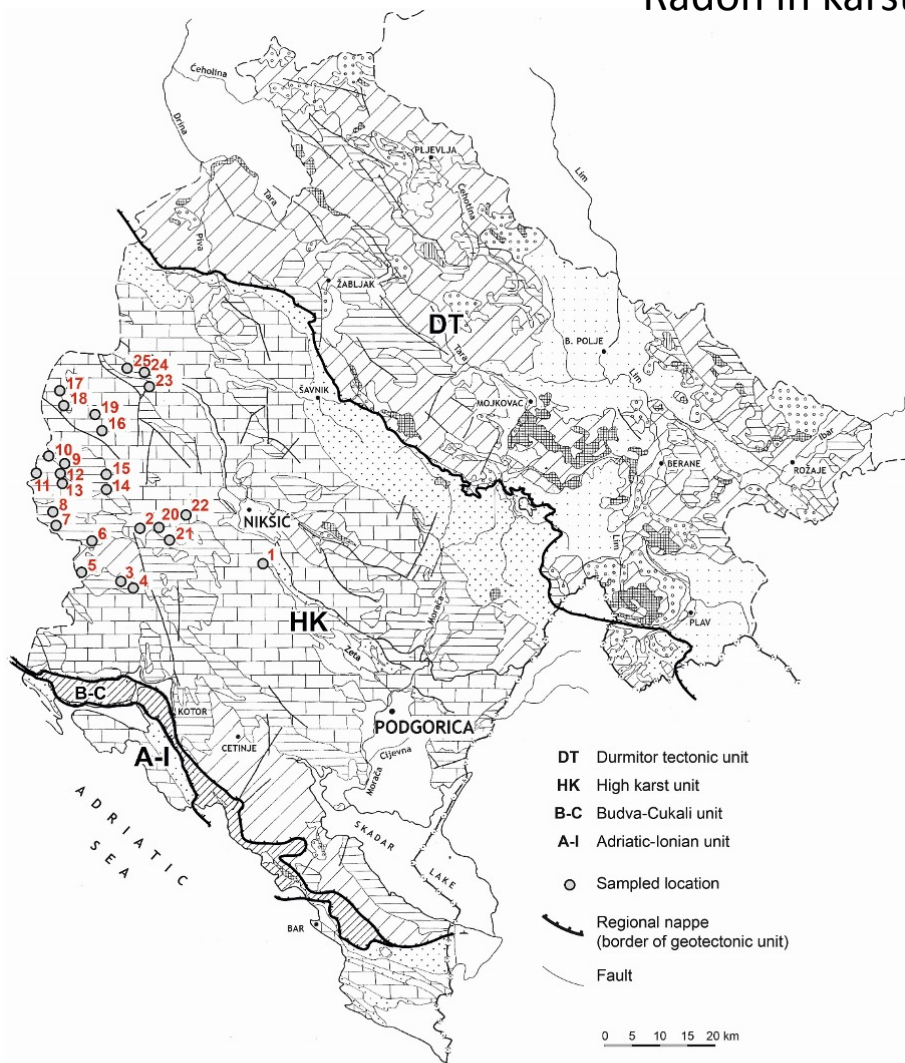 Radon in karst
Ćeholina
Drina
PLJEVLJA
Lim
Tara
Ćehotina
Piva
ŽABLJAK
DT
B. POLJE
Tara
Lim
25 24
23
17
18
ŠAVNIK
MOJKOVAC
19
16
Ibar
10
9
BERANE
ROŽAJE
12
15
11
13
14
8
22
7
2 20
NIKŠIĆ
6
21
Lim
1
5
3
4
Morača
PLAV
HK
Zeta
B-C
KOTOR
PODGORICA
CETINJE
Cijevna
A-I
Morača
ADRIATIC
SEA
SKADAR
LAKE
BAR
DT Durmitor tectonic unit
HK High karst unit
B-C Budva-Cukali unit
A-I Adriatic-Ionian unit
Sampled location
Regional nappe
(border of geotectonic unit)
Fault
0 5 10 15 20 km